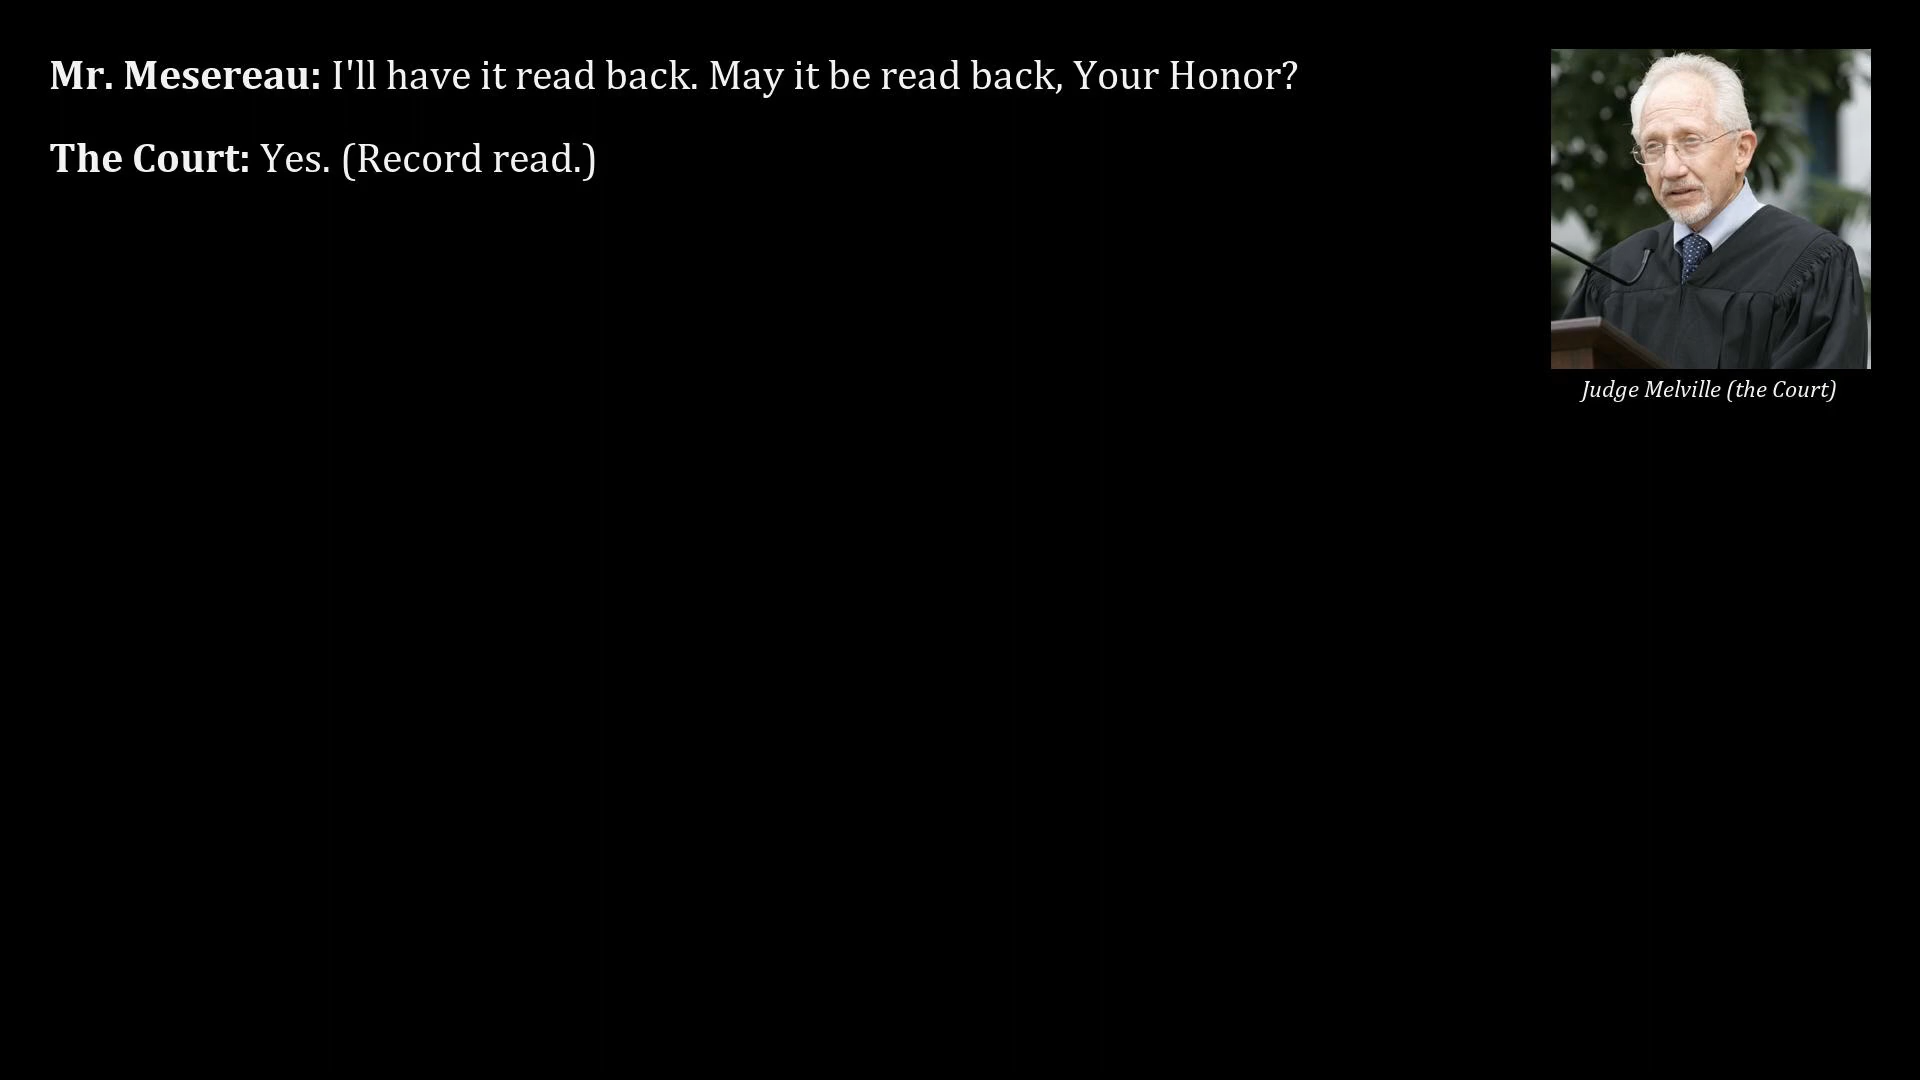 Mr. Mesereau: I'll have it read back. May it be read back, Your Honor?
The Court: Yes. (Record read.)
Judge Melville (the Court)